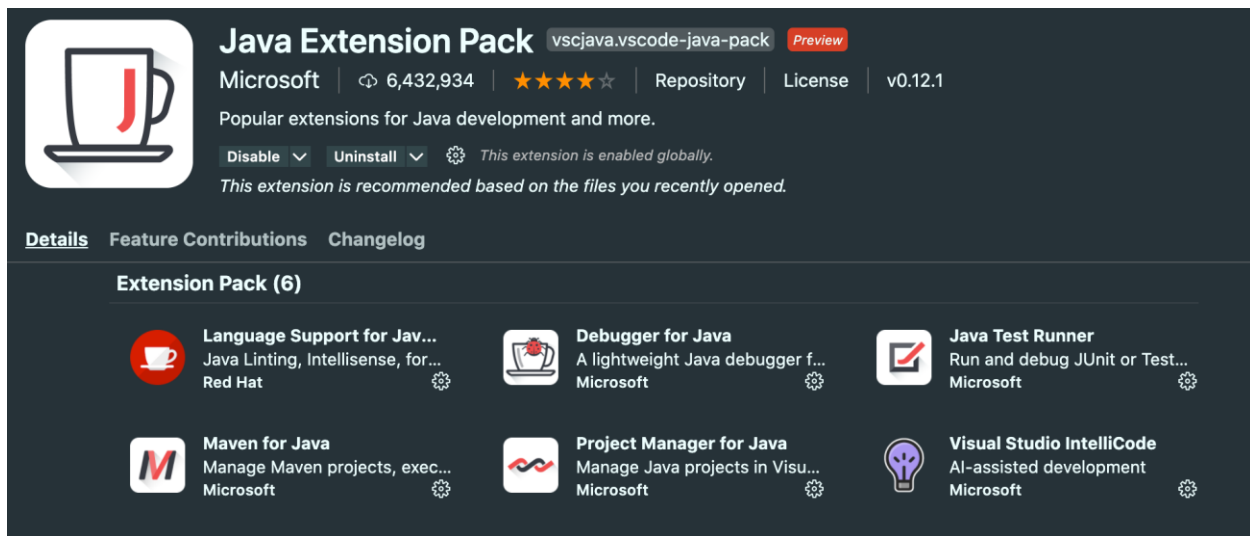 Java Extension Pack vscjava.vscode-java-pack Preview
Microsoft 6,432,934 Repository License v0.12.1
Popular extensions for Java development and more.
Disable Uninstall This extension is enabled globally.
This extension is recommended based on the files you recently opened.
Details Feature Contributions Changelog
Extension Pack (6)
Language Support for Jav...
Java Linting, Intellisense, for...
Red Hat
Debugger for Java
A lightweight Java debugger f...
Microsoft
Java Test Runner
Run and debug JUnit or Test...
Microsoft
Maven for Java
Manage Maven projects, exec...
Microsoft
Project Manager for Java
Manage Java projects in Visu...
Microsoft
Visual Studio IntelliCode
AI-assisted development
Microsoft